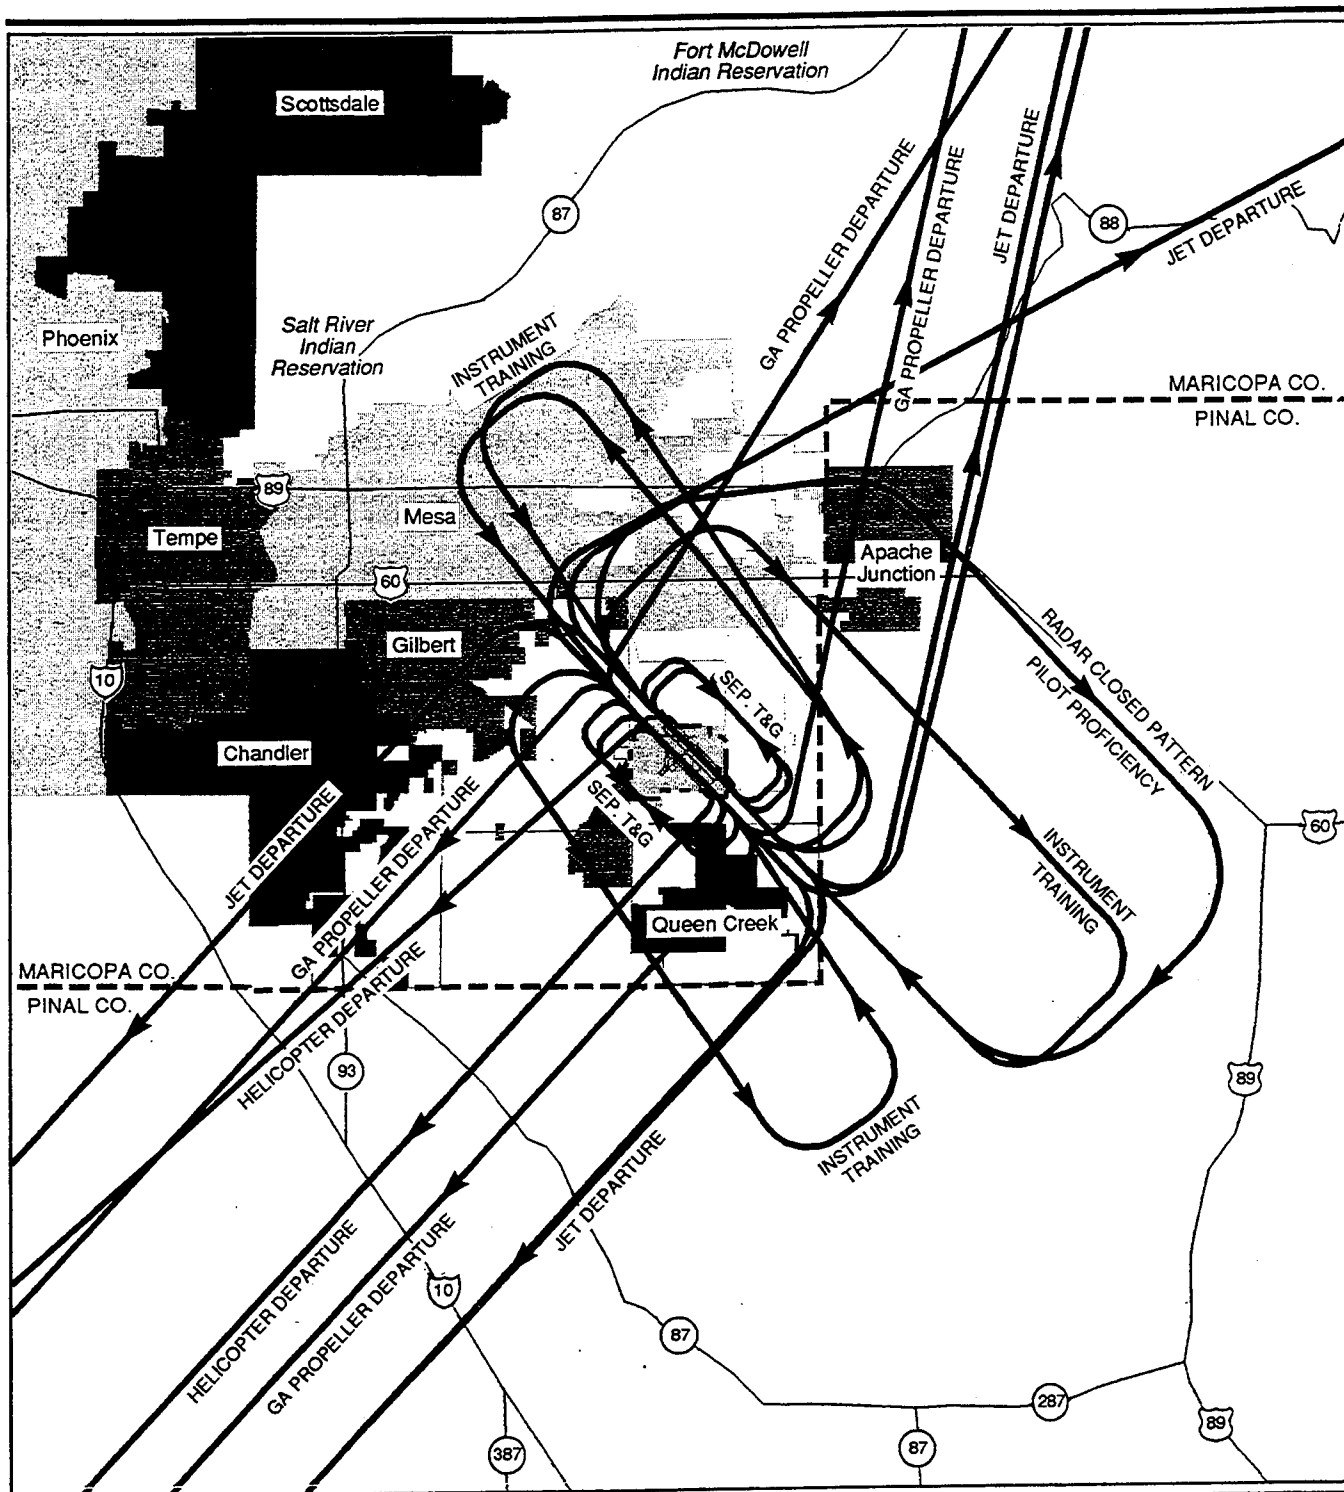 Fort McDowell
Indian Reservation
Scottsdale
87
88
GA PROPELLER DEPARTURE
GA PROPELLER DEPARTURE
JET DEPARTURE
JET DEPARTURE
Phoenix
Salt River
Indian
Reservation
INSTRUMENT
TRAINING
MARICOPA CO.
PINAL CO.
89
Mesa
Tempe
Apache
Junction
60
Gilbert
10
RADAR CLOSED PATTERN
PILOT PROFICIENCY
SEP. T&G
Chandler
SEP. T&G
60
JET DEPARTURE
GA PROPELLER DEPARTURE
INSTRUMENT
TRAINING
Queen Creek
MARICOPA CO.
PINAL CO.
HELICOPTER DEPARTURE
93
89
INSTRUMENT
TRAINING
JET DEPARTURE
HELICOPTER DEPARTURE
GA PROPELLER DEPARTURE
10
87
287
89
387
87